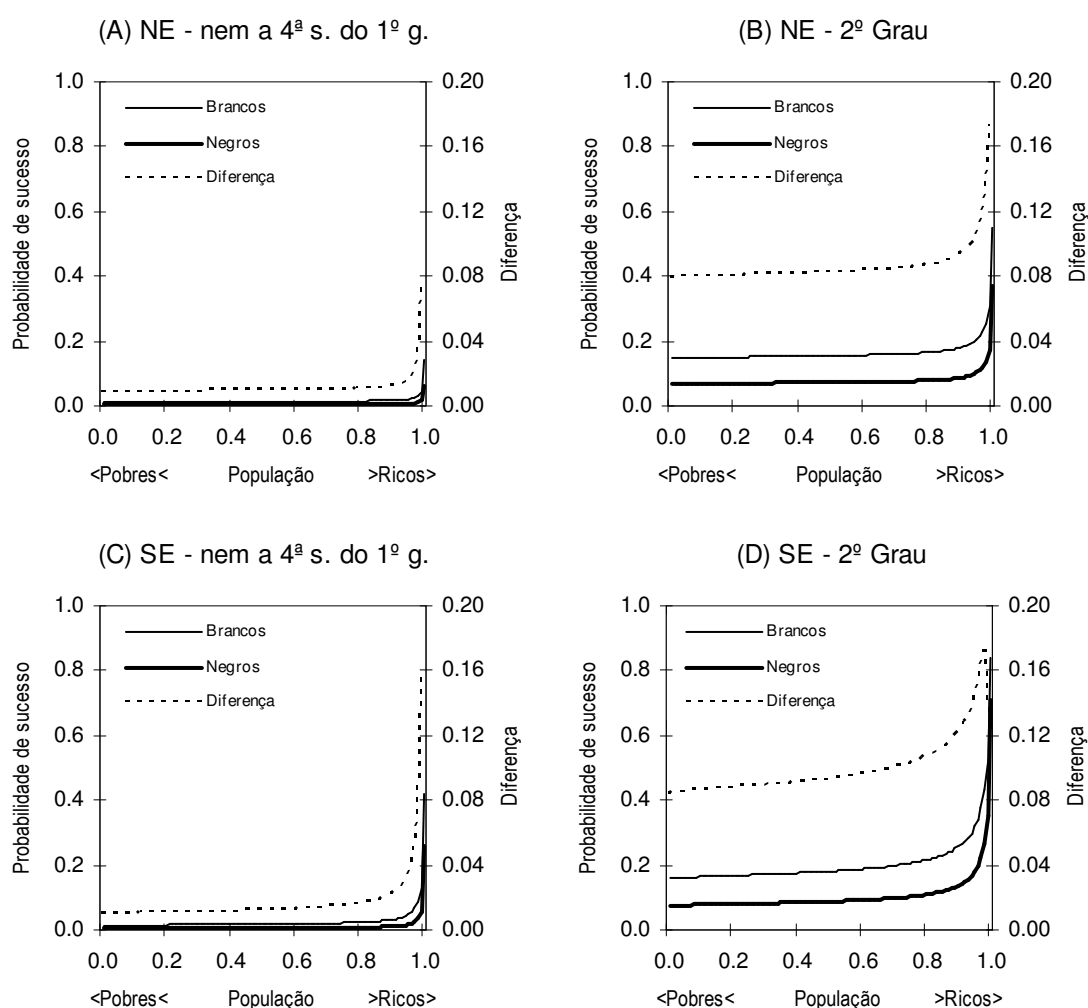 (A) NE - nem a 4ª s. do 1º g.
1.0
0.8
0.6
0.4
0.2
0.0
Probabilidade de sucesso
Brancos
Negros
Diferença
0.20
0.16
0.12
0.08
0.04
0.00
Diferença
0.0 0.2 0.4 0.6 0.8 1.0
<Pobres< População >Ricos>
(B) NE - 2º Grau
1.0
0.8
0.6
0.4
0.2
0.0
Probabilidade de sucesso
Brancos
Negros
Diferença
0.20
0.16
0.12
0.08
0.04
0.00
Diferença
0.0 0.2 0.4 0.6 0.8 1.0
<Pobres< População >Ricos>
(C) SE - nem a 4ª s. do 1º g.
1.0
0.8
0.6
0.4
0.2
0.0
Probabilidade de sucesso
Brancos
Negros
Diferença
0.20
0.16
0.12
0.08
0.04
0.00
Diferença
0.0 0.2 0.4 0.6 0.8 1.0
<Pobres< População >Ricos>
(D) SE - 2º Grau
1.0
0.8
0.6
0.4
0.2
0.0
Probabilidade de sucesso
Brancos
Negros
Diferença
0.20
0.16
0.12
0.08
0.04
0.00
Diferença
0.0 0.2 0.4 0.6 0.8 1.0
<Pobres< População >Ricos>